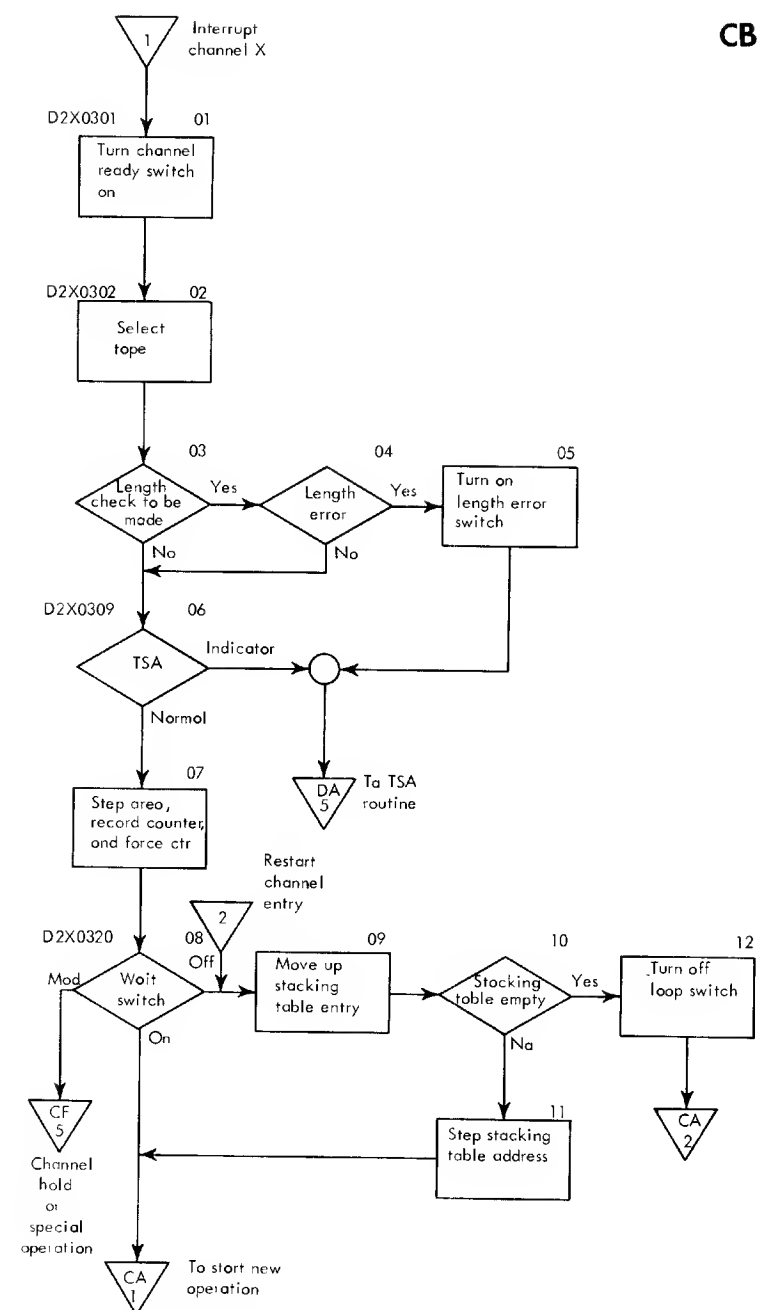 CB
1
Interrupt
channel X
D2X0301 01
Turn channel
ready switch
on
D2X0302 02
Select
tope
03
Length
check to be
made
Yes
No
04
Length
error
Yes
No
05
Turn on
length error
switch
D2X0309 06
TSA
Indicator
Normol
DA
5
Ta TSA
routine
07
Step area,
record counter,
ond force ctr
Restart
channel
entry
2
D2X0320 08
Woit
switch
Mod
Off
On
09
Move up
stacking
table entry
10
Stocking
table empty
Yes
Na
12
Turn off
loop switch
CA
2
11
Step stacking
table address
CF
5
Channel
hold
or
special
operation
CA
1
To start new
operation